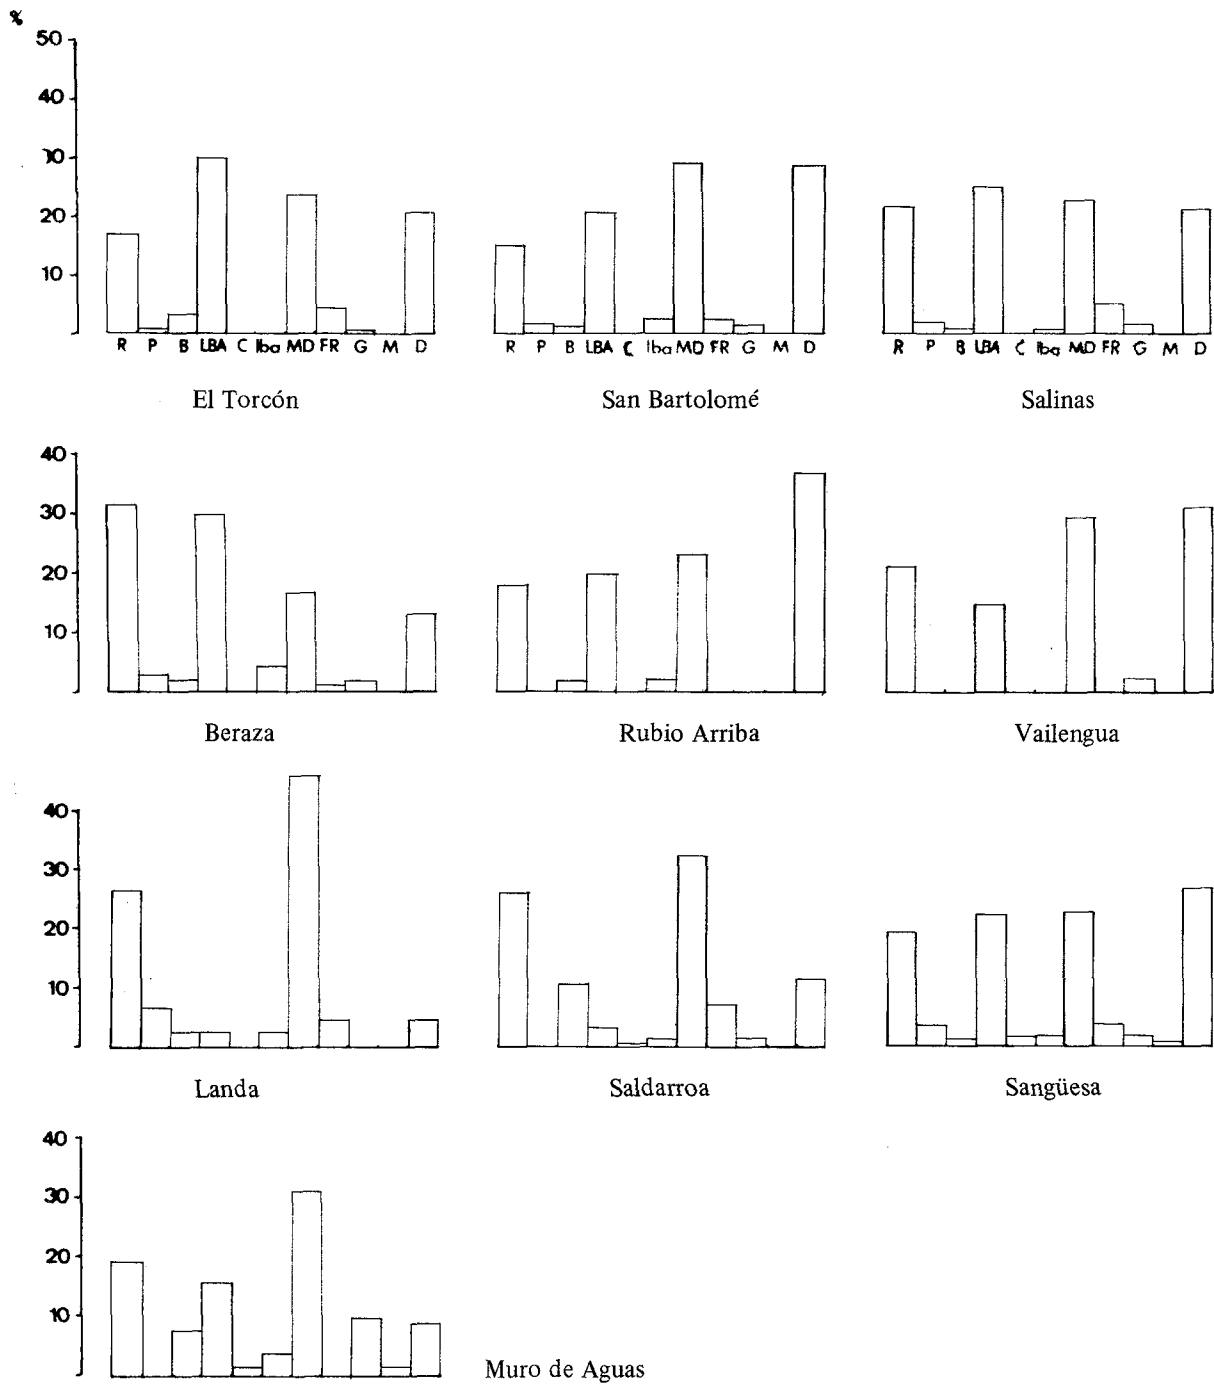 %
50
40
30
20
10
R P B LBA C Iba MD FR G M D
R P B LBA C Iba MD FR G M D
R P B LBA C Iba MD FR G M D
El Torcón
San Bartolomé
Salinas
40
30
20
10
Beraza
Rubio Arriba
Vailengua
40
30
20
10
Landa
Saldarroa
Sangüesa
40
30
20
10
Muro de Aguas